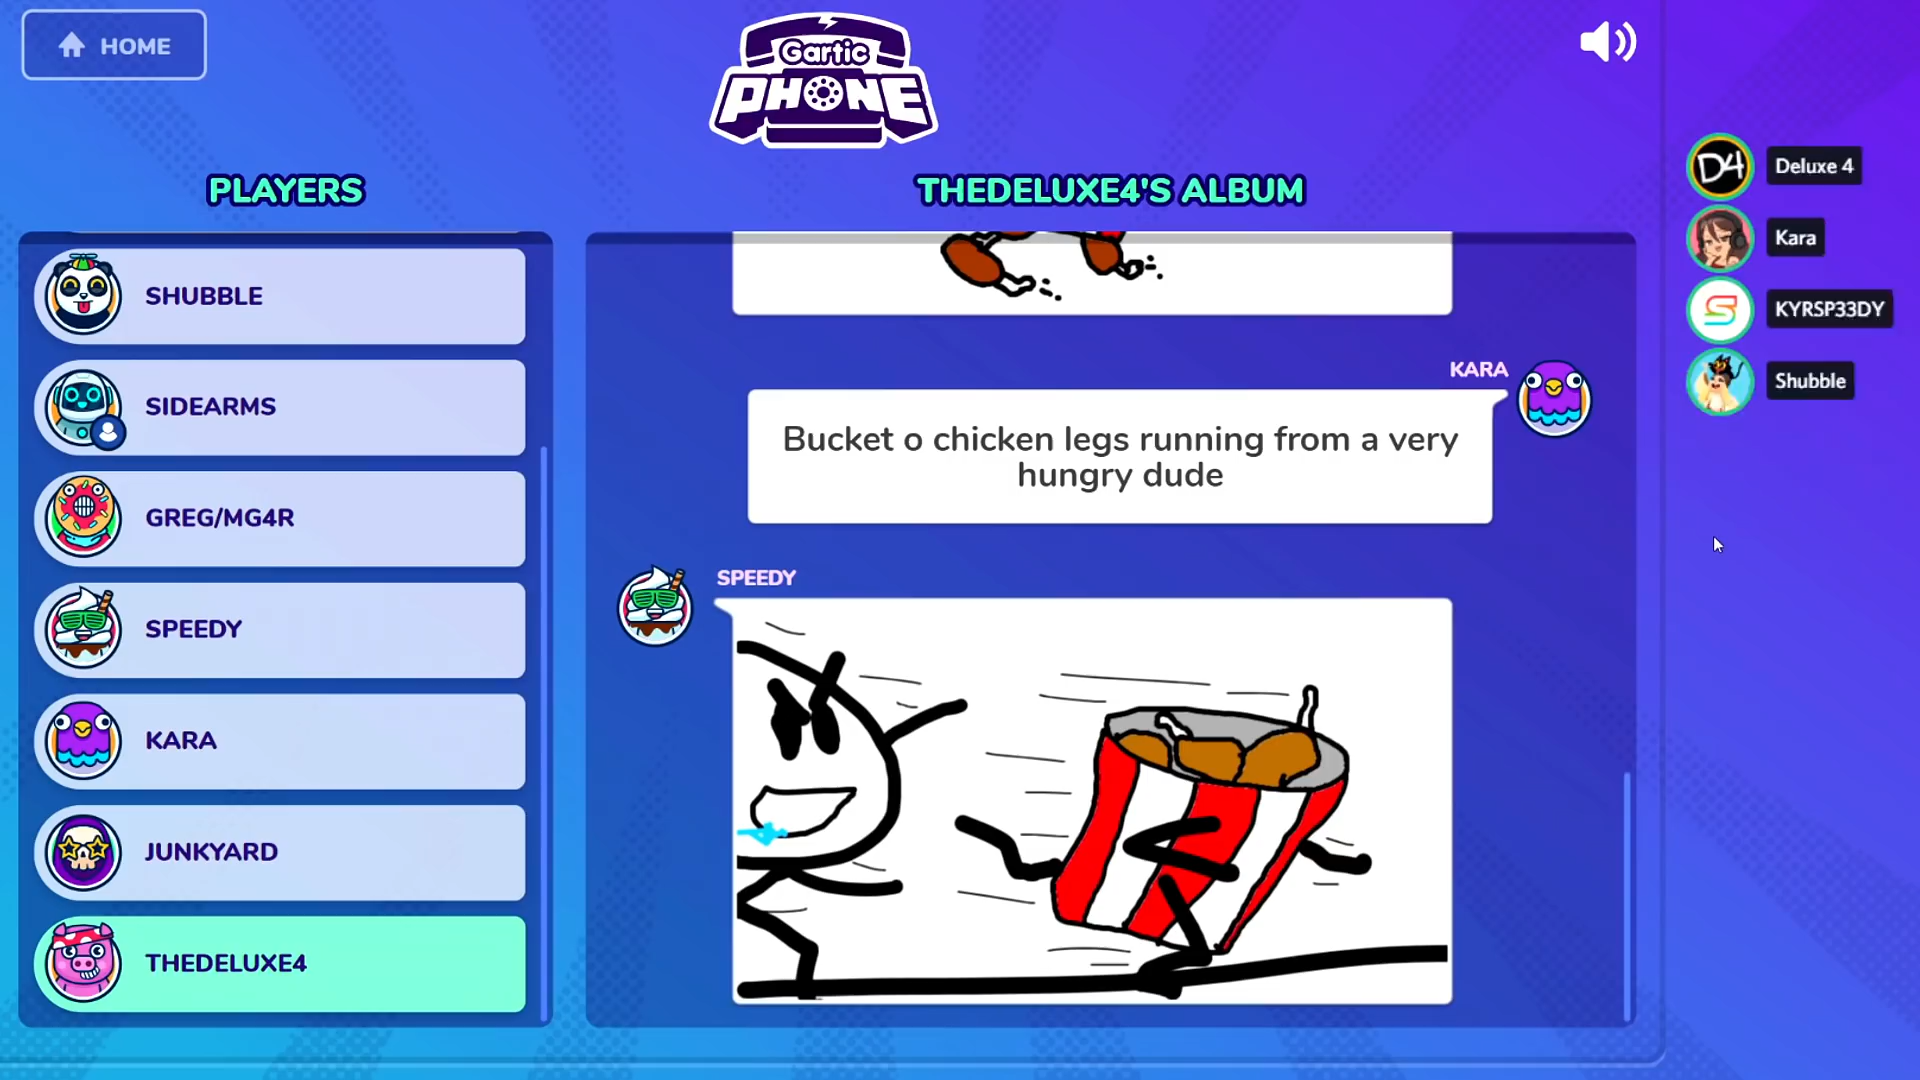 HOME
Gartic
PHONE
PLAYERS
THEDELUXE4'S ALBUM
SHUBBLE
SIDEARMS
GREG/MG4R
SPEEDY
KARA
JUNKYARD
THEDELUXE4
KARA
Bucket o chicken legs running from a very
hungry dude
SPEEDY
D4
Deluxe 4
Kara
S
KYRSP33DY
Shubble